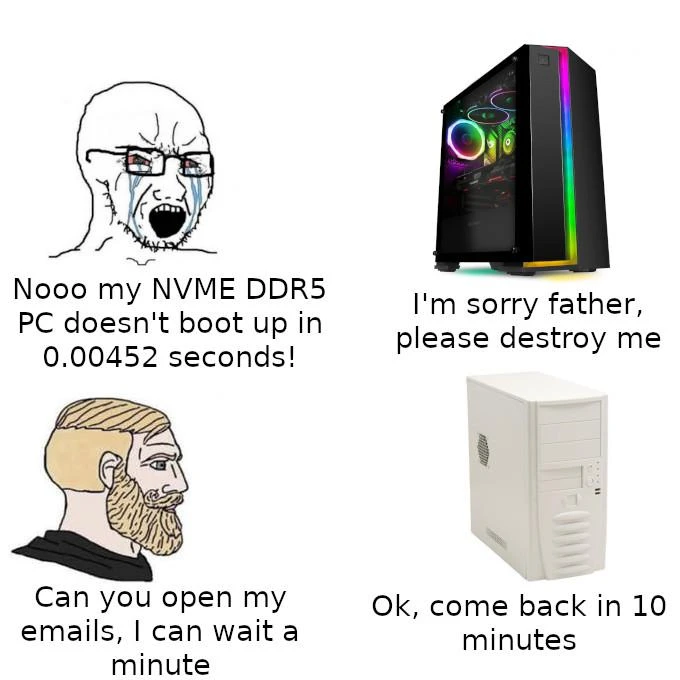 Nooo my NVME DDR5
PC doesn't boot up in
0.00452 seconds!
I'm sorry father,
please destroy me
Can you open my
emails, I can wait a
minute
Ok, come back in 10
minutes